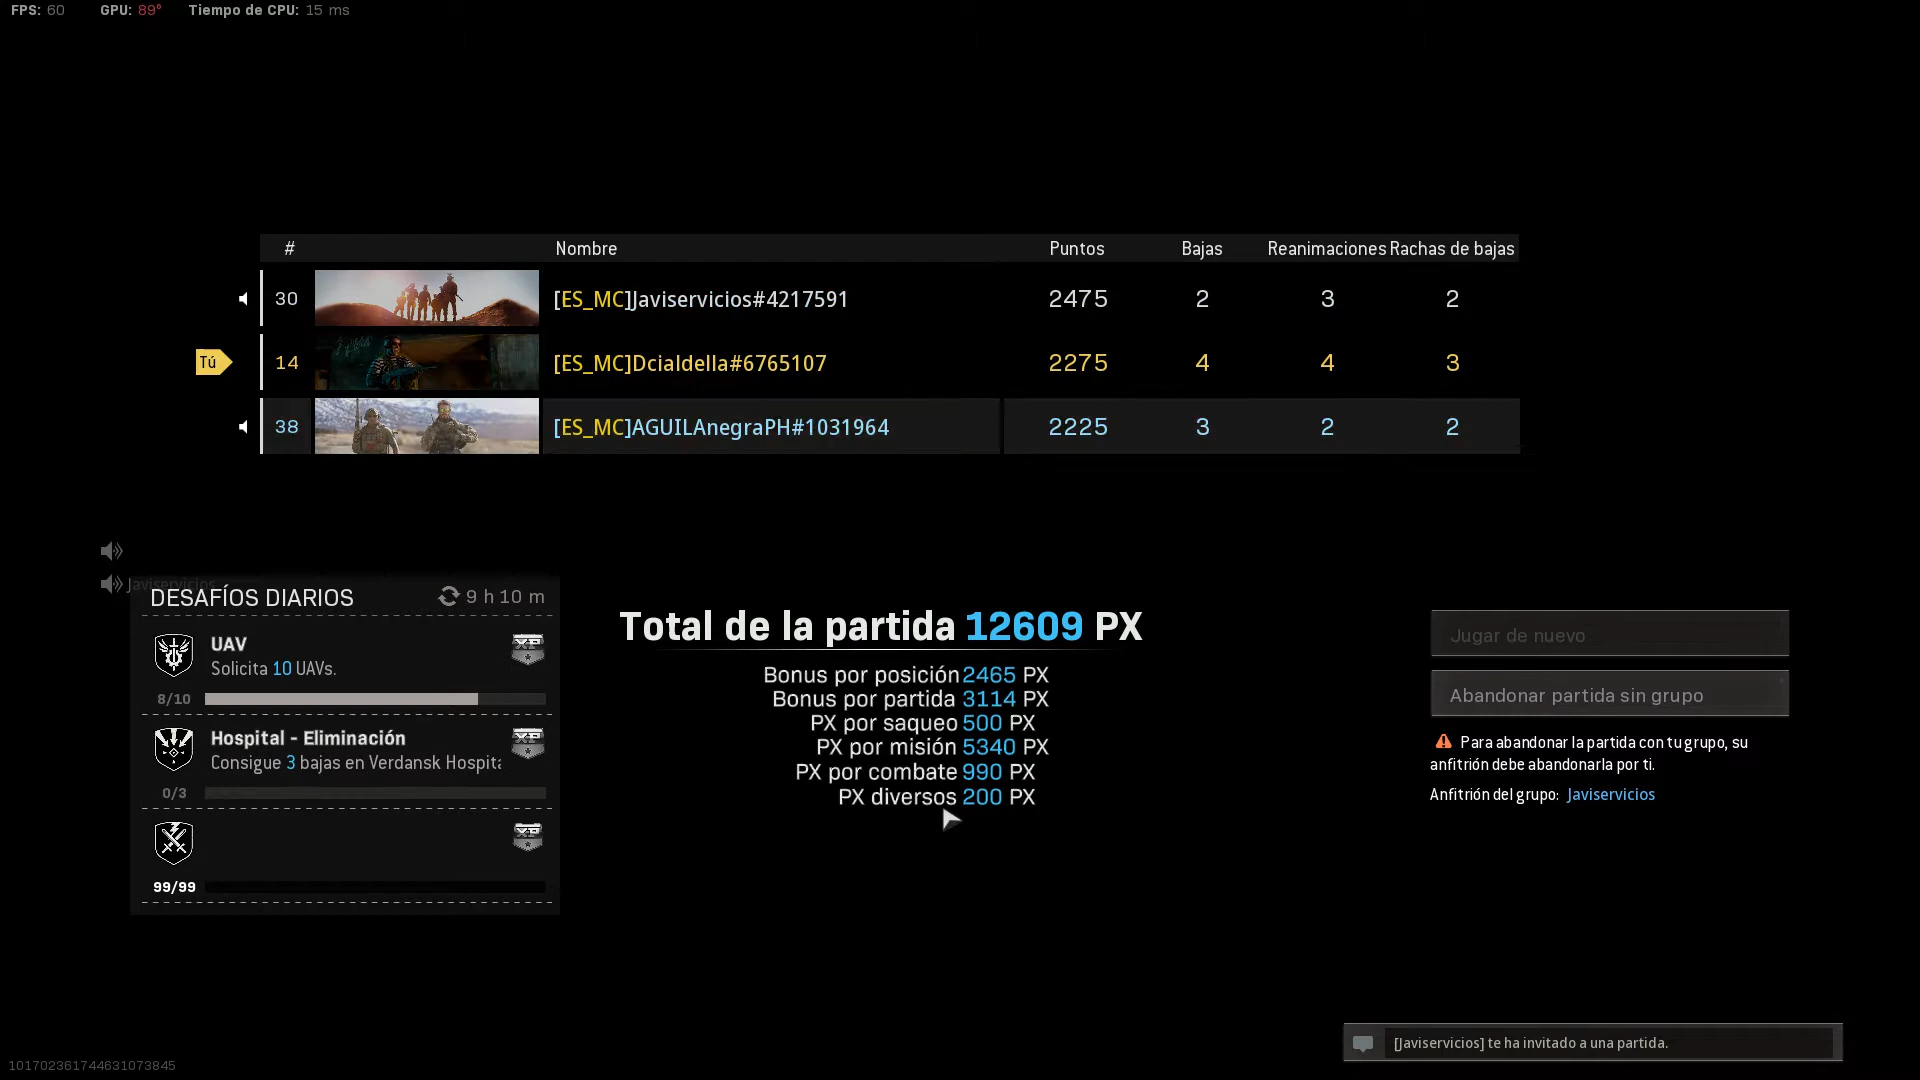 FPS: 60 GPU: 89° Tiempo de CPU: 15 ms
# Nombre Puntos Bajas Reanimaciones Rachas de bajas
30 [ES_MC]Javiservicios#4217591 2475 2 3 2
Tú 14 [ES_MC]Dcialdella#6765107 2275 4 4 3
38 [ES_MC]AGUILAnegraPH#1031964 2225 3 2 2
Javiservicios
DESAFÍOS DIARIOS 9 h 10 m
UAV XP
Solicita 10 UAVs.
8/10
Hospital - Eliminación XP
Consigue 3 bajas en Verdansk Hospita
0/3
XP
99/99
Total de la partida 12609 PX
Bonus por posición 2465 PX
Bonus por partida 3114 PX
PX por saqueo 500 PX
PX por misión 5340 PX
PX por combate 990 PX
PX diversos 200 PX
Jugar de nuevo
Abandonar partida sin grupo
Para abandonar la partida con tu grupo, su
anfitrión debe abandonarla por ti.
Anfitrión del grupo: Javiservicios
[Javiservicios] te ha invitado a una partida.
101702361744631073845